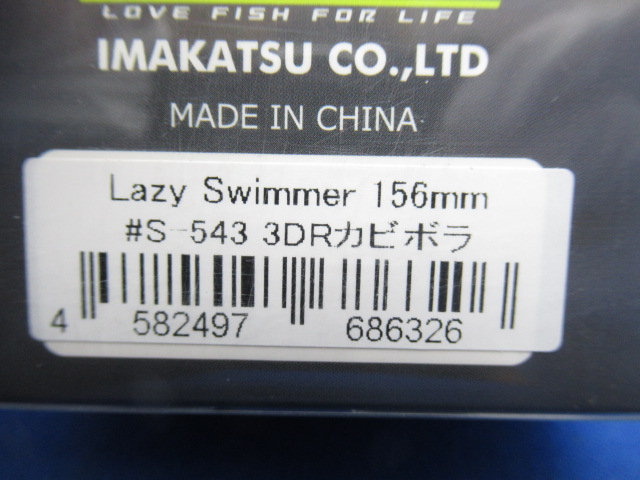 LOVE FISH FOR LIFE
IMAKATSU CO.,LTD
MADE IN CHINA
Lazy Swimmer 156mm
#S-543 3DRカビボラ
4 582497 686326